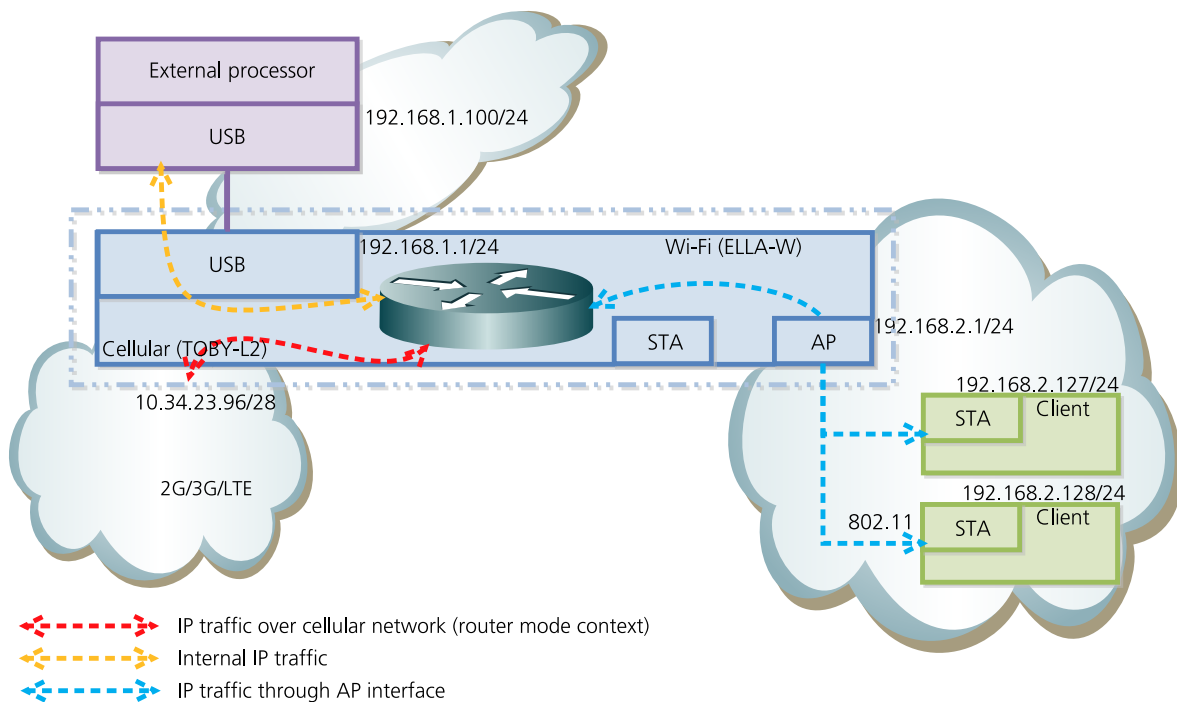 External processor
USB
192.168.1.100/24
192.168.1.1/24
Wi-Fi (ELLA-W)
USB
Cellular (TOBY-L2)
STA
AP
192.168.2.1/24
10.34.23.96/28
2G/3G/LTE
192.168.2.127/24
STA
Client
192.168.2.128/24
802.11
STA
Client
IP traffic over cellular network (router mode context)
Internal IP traffic
IP traffic through AP interface